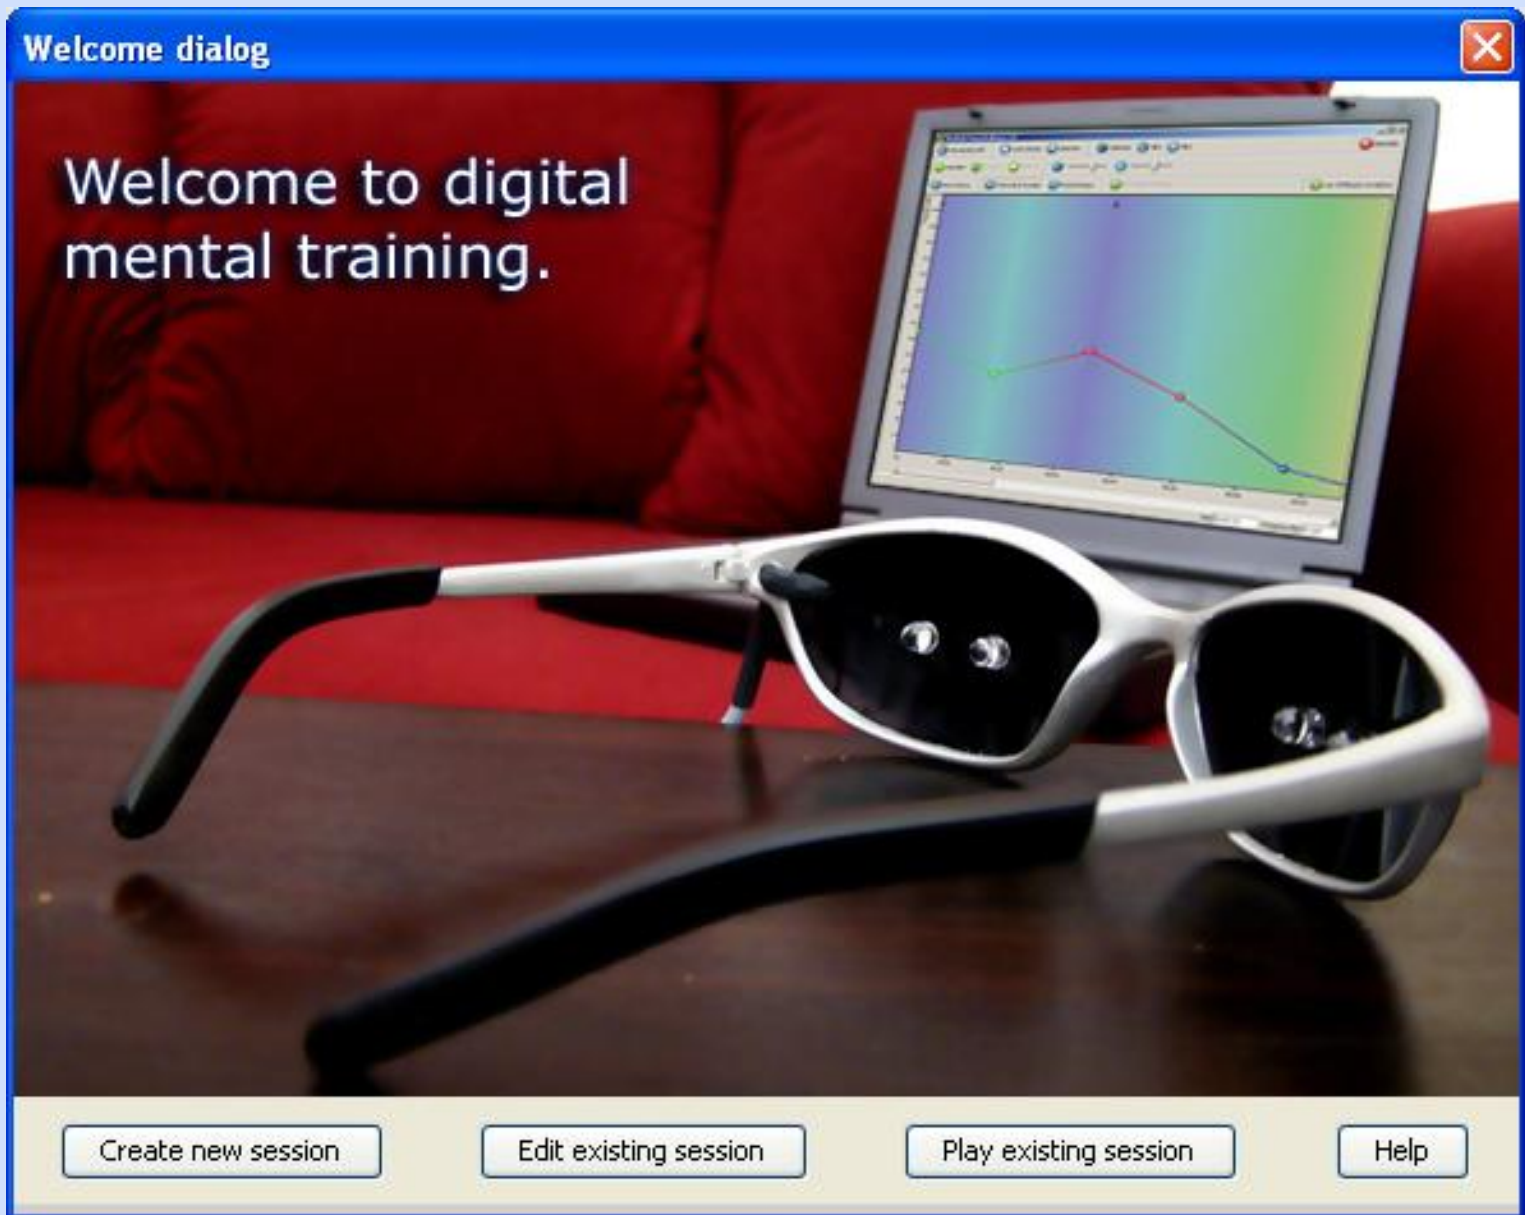 Welcome dialog
Welcome to digital
mental training.
Create new session
Edit existing session
Play existing session
Help